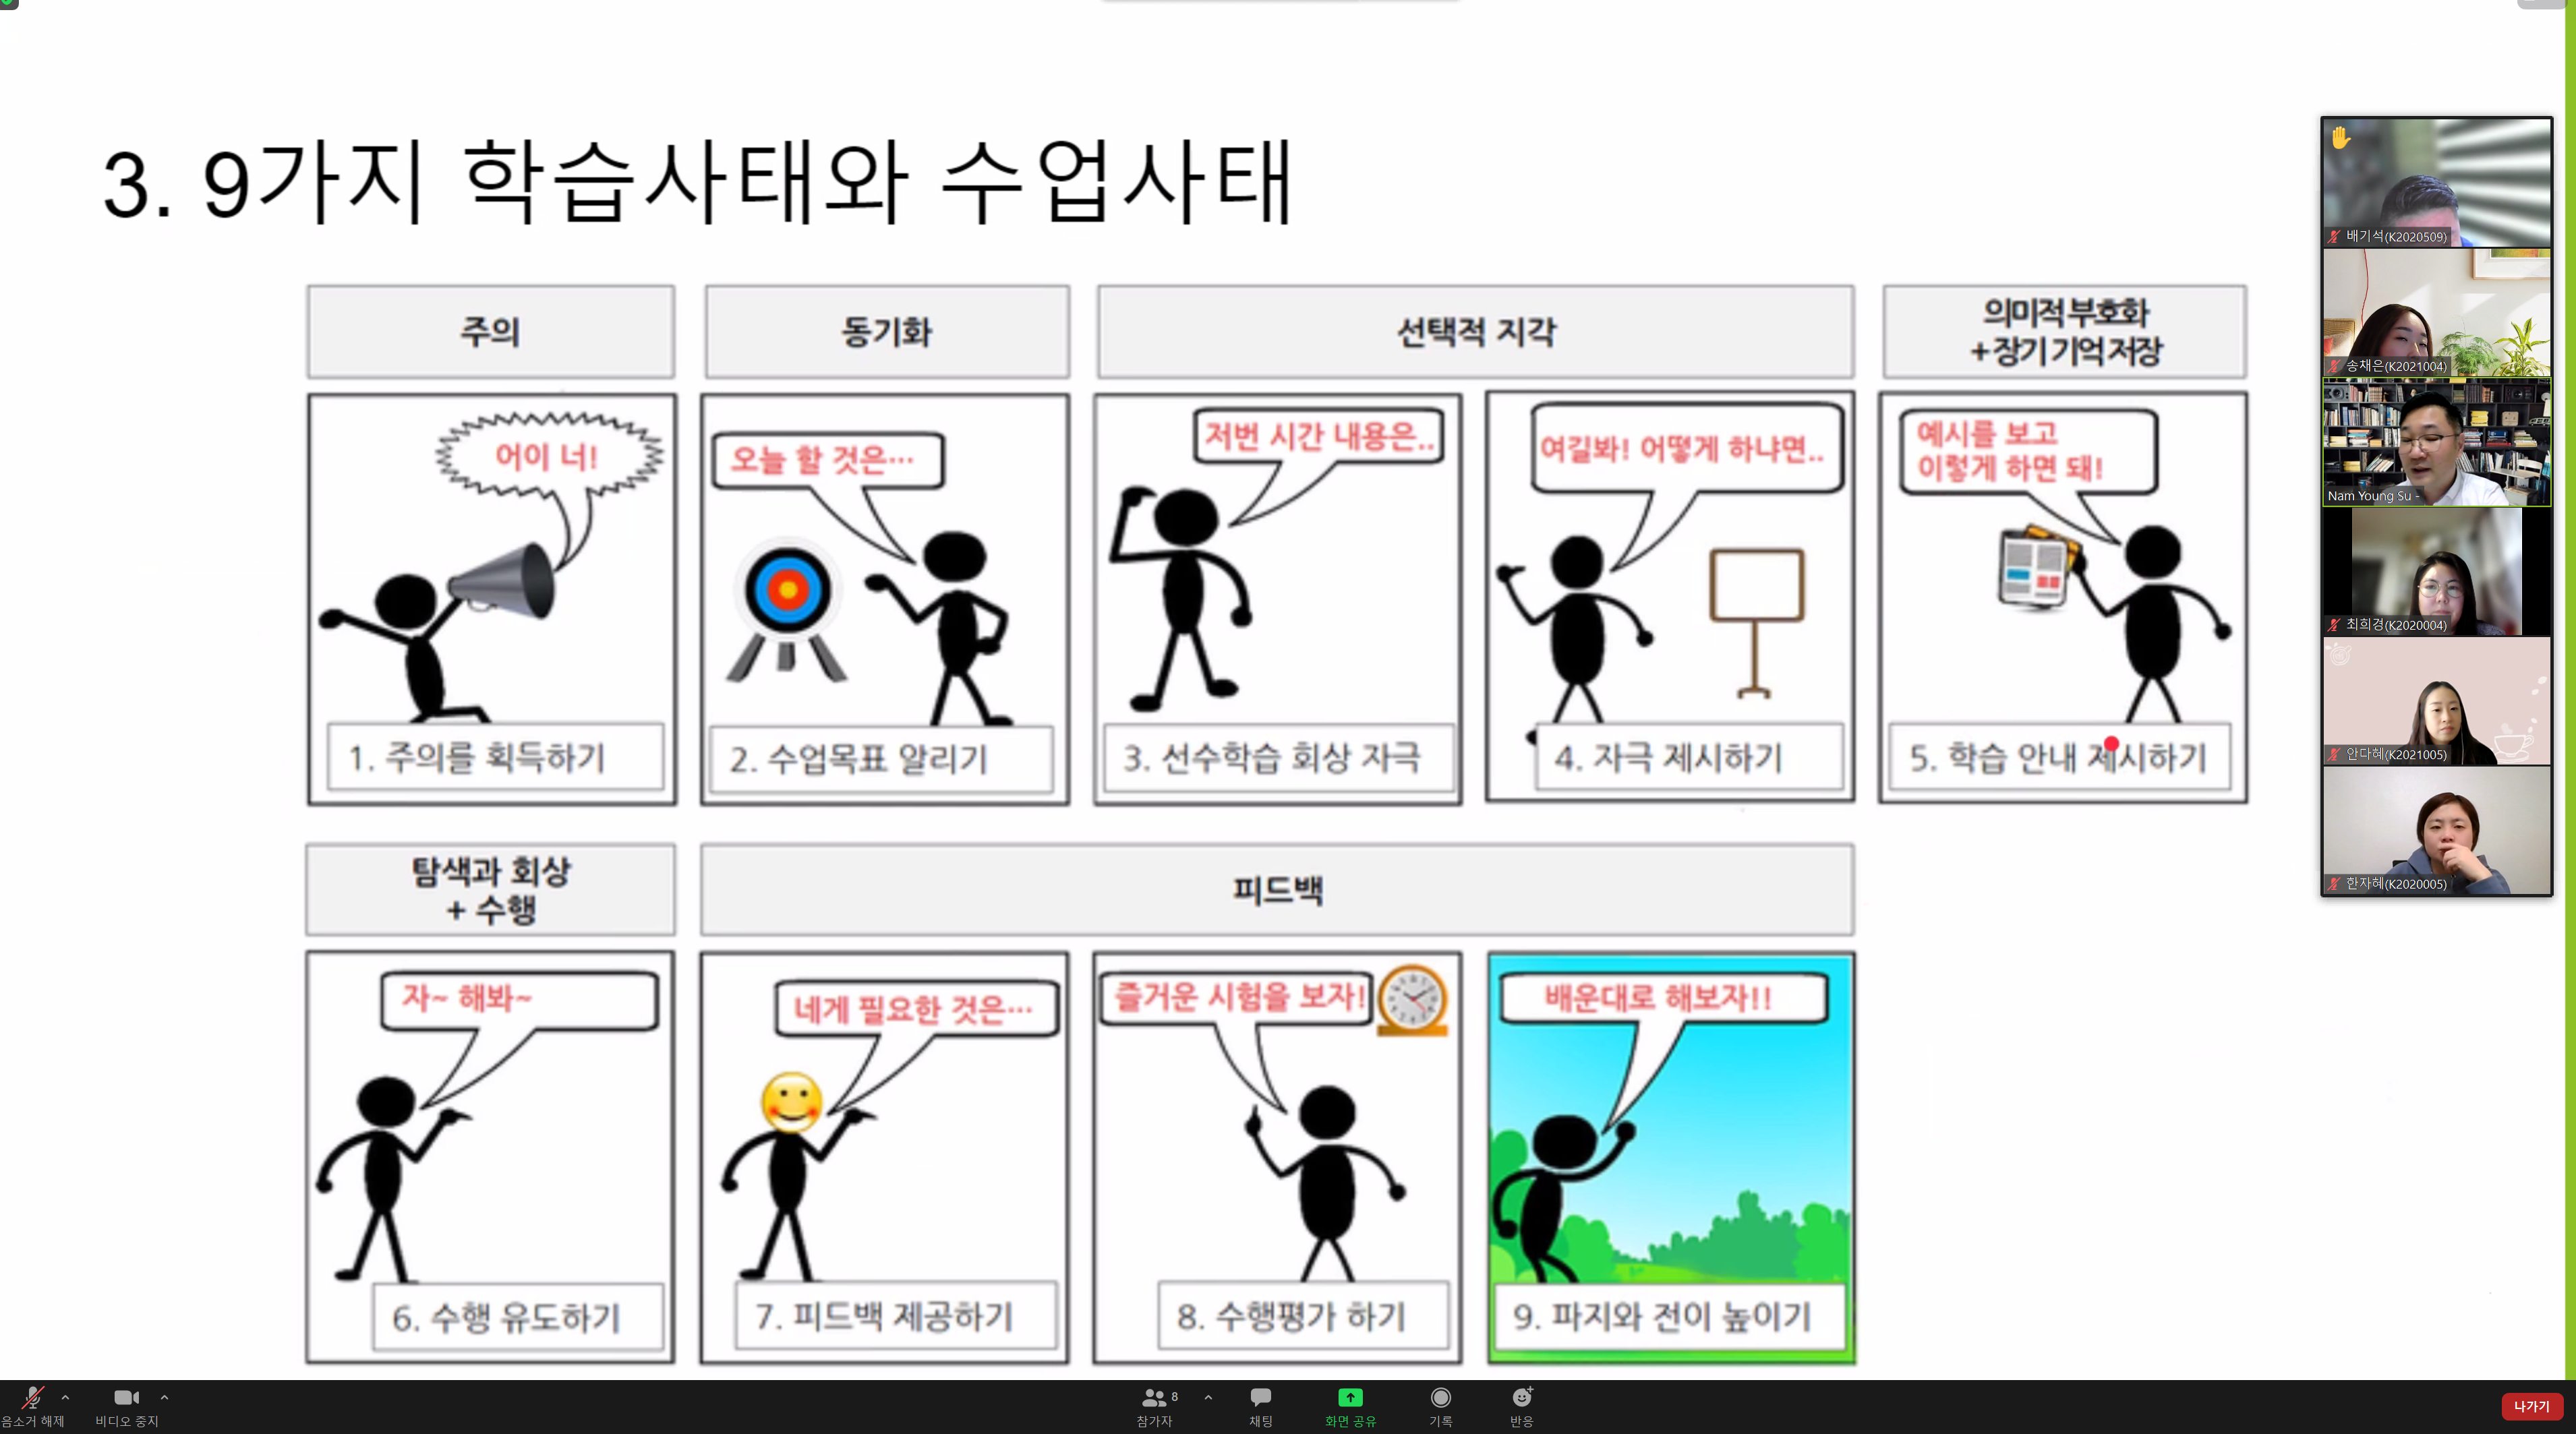 3. 9가지 학습사태와 수업사태
주의
동기화
선택적 지각
의미적 부호화
+ 장기 기억 저장
어이 너!
오늘 할 것은…
저번 시간 내용은..
여길봐! 어떻게 하냐면..
예시를 보고
이렇게 하면 돼!
1. 주의를 획득하기
2. 수업목표 알리기
3. 선수학습 회상 자극
4. 자극 제시하기
5. 학습 안내 제시하기
탐색과 회상
+ 수행
피드백
자~ 해봐~
네게 필요한 것은…
즐거운 시험을 보자!
배운대로 해보자!!
6. 수행 유도하기
7. 피드백 제공하기
8. 수행평가 하기
9. 파지와 전이 높이기
배기석(K2020509)
송채은(K2021004)
Nam Young Su -
최희경(K2020004)
안다혜(K2021005)
한자혜(K2020005)
음소거 해제
비디오 중지
8
참가자
채팅
화면 공유
기록
반응
나가기